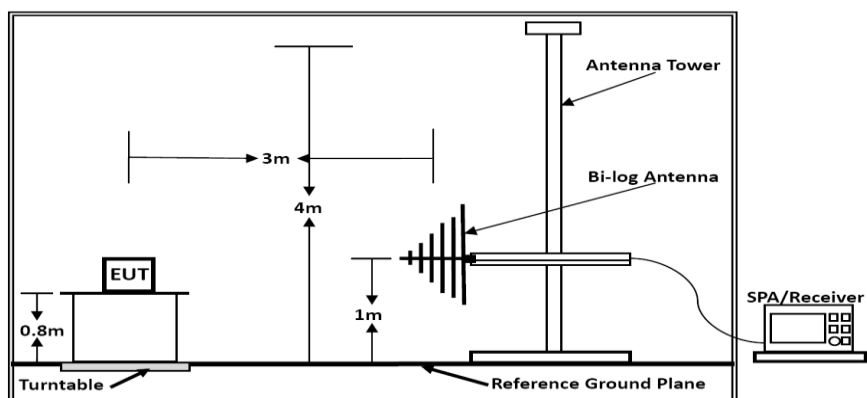 Antenna Tower
3m
Bi-log Antenna
4m
EUT
SPA/Receiver
0.8m
1m
Turntable
Reference Ground Plane